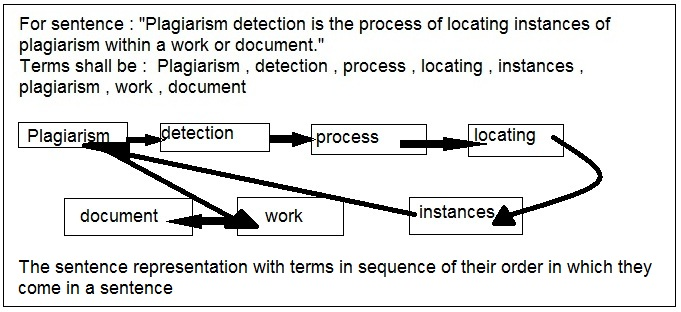 For sentence : "Plagiarism detection is the process of locating instances of
plagiarism within a work or document."
Terms shall be :  Plagiarism , detection , process , locating , instances ,
plagiarism , work , document
Plagiarism detection process locating
document work instances
The sentence representation with terms in sequence of their order in which they
come in a sentence